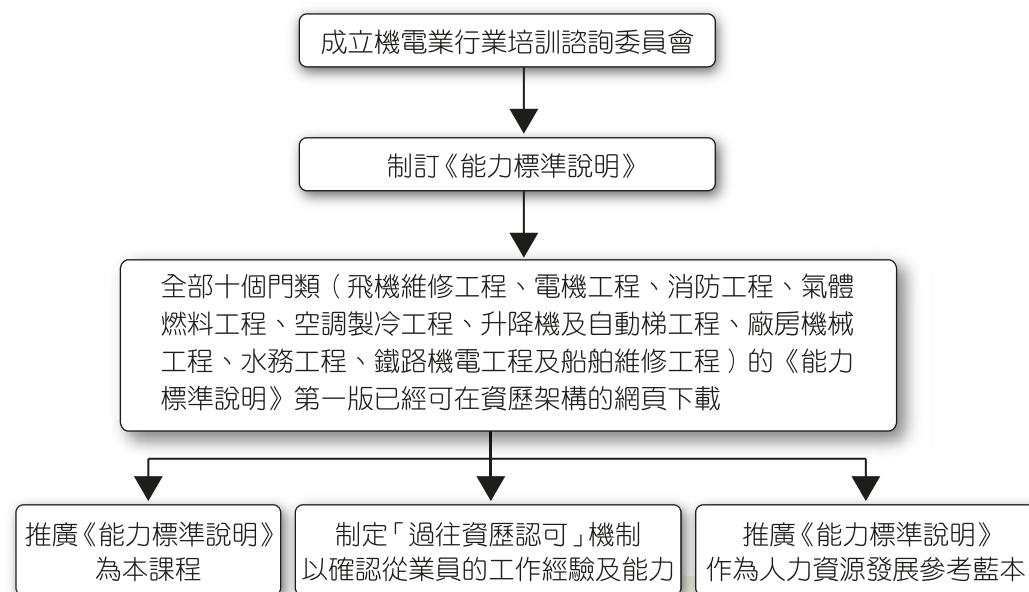 成立機電業行業培訓諮詢委員會
制訂《能力標準說明》
全部十個門類（飛機維修工程、電機工程、消防工程、氣體
燃料工程、空調製冷工程、升降機及自動梯工程、廠房機械
工程、水務工程、鐵路機電工程及船舶維修工程）的《能力
標準說明》第一版已經可在資歷架構的網頁下載
推廣《能力標準說明》
為本課程
制定「過往資歷認可」機制
以確認從業員的工作經驗及能力
推廣《能力標準說明》
作為人力資源發展參考藍本